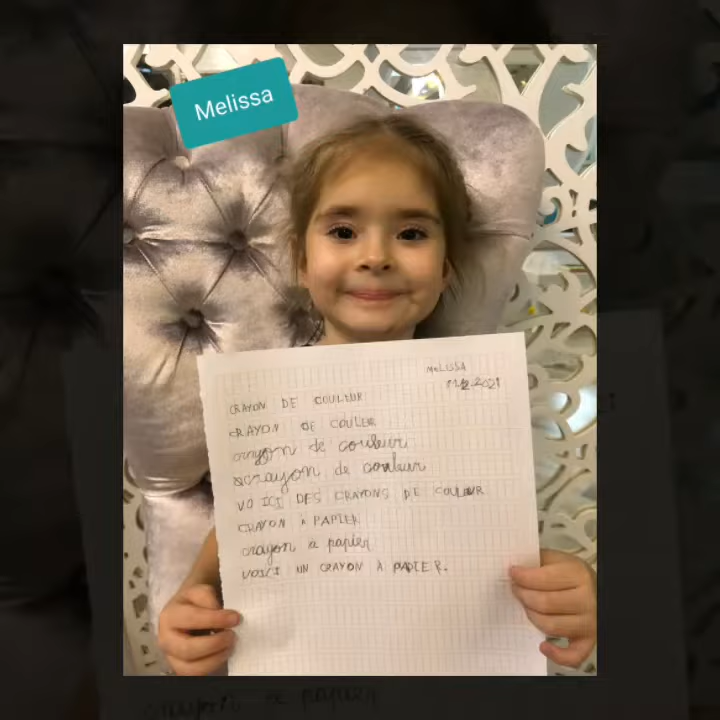 Melissa
MeLISSA
CRAYON DE COULEUR
CRAYON DE COULER
crayon de couleur
crayon de couleur
VOICI DES CRAYONS DE COULEUR
CRAYON à PAPIER
crayon à papier
VOICI UN CRAYON À PAPIER.